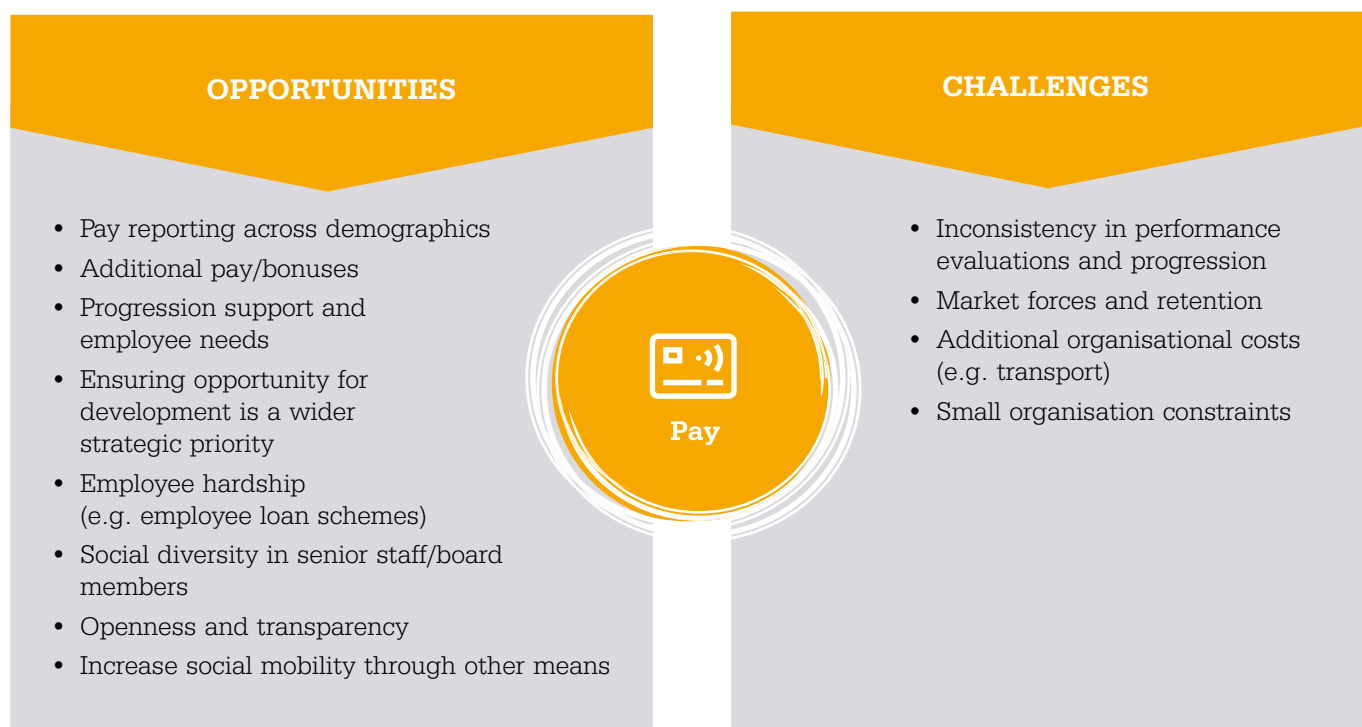 OPPORTUNITIES
• Pay reporting across demographics
• Additional pay/bonuses
• Progression support and
employee needs
• Ensuring opportunity for
development is a wider
strategic priority
• Employee hardship
(e.g. employee loan schemes)
• Social diversity in senior staff/board
members
• Openness and transparency
• Increase social mobility through other means
Pay
CHALLENGES
• Inconsistency in performance
evaluations and progression
• Market forces and retention
• Additional organisational costs
(e.g. transport)
• Small organisation constraints